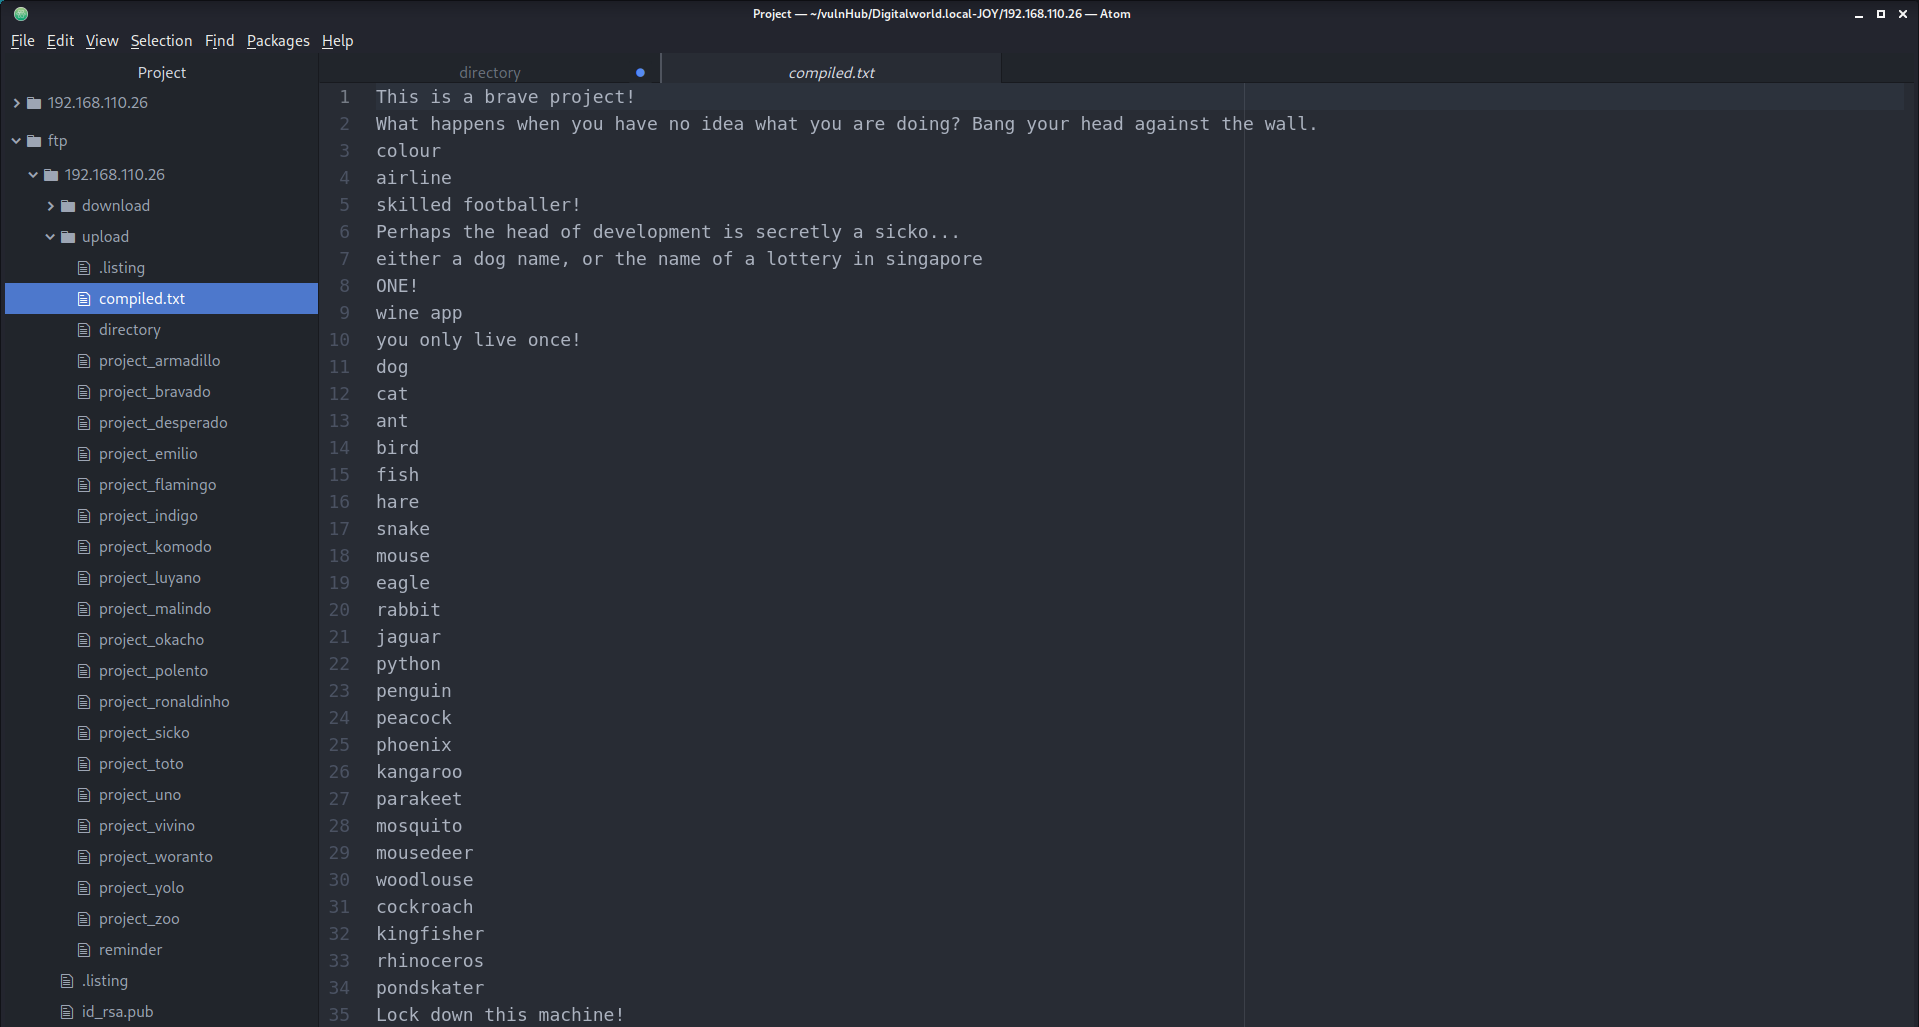 Project — ~/vulnHub/Digitalworld.local-JOY/192.168.110.26 — Atom
File Edit View Selection Find Packages Help
Project
192.168.110.26
ftp
192.168.110.26
download
upload
.listing
compiled.txt
directory
project_armadillo
project_bravado
project_desperado
project_emilio
project_flamingo
project_indigo
project_komodo
project_luyano
project_malindo
project_okacho
project_polento
project_ronaldinho
project_sicko
project_toto
project_uno
project_vivino
project_woranto
project_yolo
project_zoo
reminder
.listing
id_rsa.pub
directory
compiled.txt
1 This is a brave project!
2 What happens when you have no idea what you are doing? Bang your head against the wall.
3 colour
4 airline
5 skilled footballer!
6 Perhaps the head of development is secretly a sicko...
7 either a dog name, or the name of a lottery in singapore
8 ONE!
9 wine app
10 you only live once!
11 dog
12 cat
13 ant
14 bird
15 fish
16 hare
17 snake
18 mouse
19 eagle
20 rabbit
21 jaguar
22 python
23 penguin
24 peacock
25 phoenix
26 kangaroo
27 parakeet
28 mosquito
29 mousedeer
30 woodlouse
31 cockroach
32 kingfisher
33 rhinoceros
34 pondskater
35 Lock down this machine!